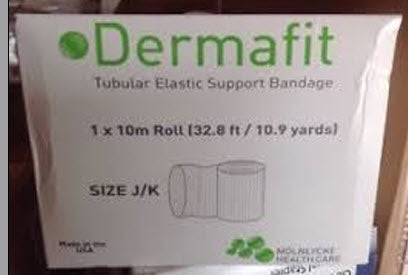 Dermafit
Tubular Elastic Support Bandage
1 x 10m Roll (32.8 ft / 10.9 yards)
SIZE J/K
Made in the
USA
MÖLNLYCKE
HEALTH CARE